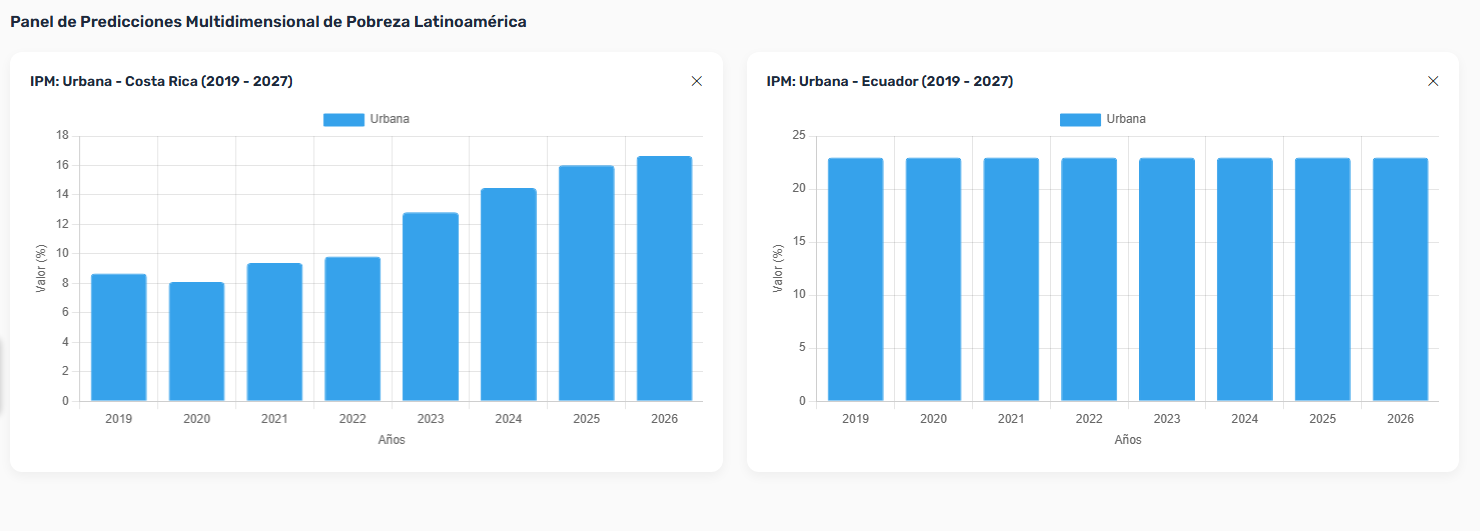 Panel de Predicciones Multidimensional de Pobreza Latinoamérica
IPM: Urbana - Costa Rica (2019 - 2027)
Urbana
18
16
14
12
10
8
6
4
2
0
Valor (%)
2019 2020 2021 2022 2023 2024 2025 2026
Años
IPM: Urbana - Ecuador (2019 - 2027)
Urbana
25
20
15
10
5
0
Valor (%)
2019 2020 2021 2022 2023 2024 2025 2026
Años